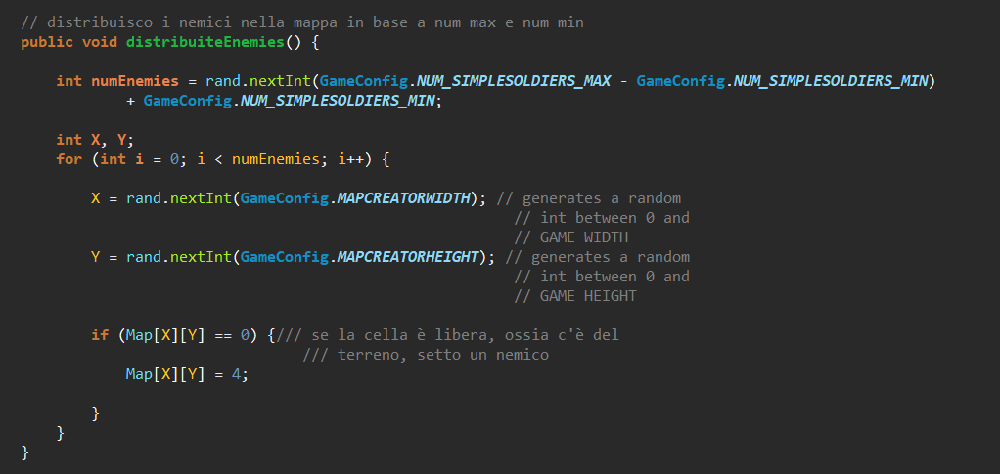 // distribuisco i nemici nella mappa in base a num max e num min
public void distribuiteEnemies() {
int numEnemies = rand.nextInt(GameConfig.NUM_SIMPLESOLDIERS_MAX - GameConfig.NUM_SIMPLESOLDIERS_MIN)
+ GameConfig.NUM_SIMPLESOLDIERS_MIN;
int X, Y;
for (int i = 0; i < numEnemies; i++) {
X = rand.nextInt(GameConfig.MAPCREATORWIDTH); // generates a random
// int between 0 and
// GAME WIDTH
Y = rand.nextInt(GameConfig.MAPCREATORHEIGHT); // generates a random
// int between 0 and
// GAME HEIGHT
if (Map[X][Y] == 0) {/// se la cella è libera, ossia c'è del
/// terreno, setto un nemico
Map[X][Y] = 4;
}
}
}